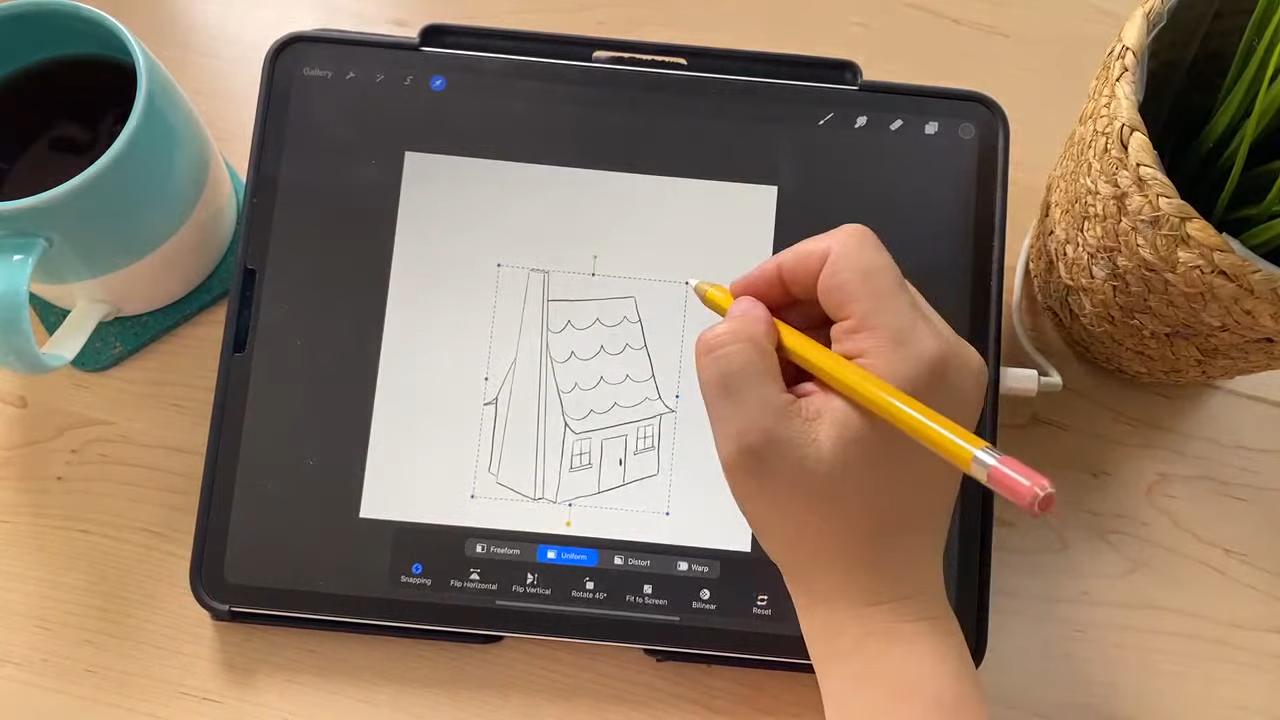 Gallery
Freeform Uniform Distort Warp
Snapping Flip Horizontal Flip Vertical Rotate 45° Fit to Screen Bilinear Reset